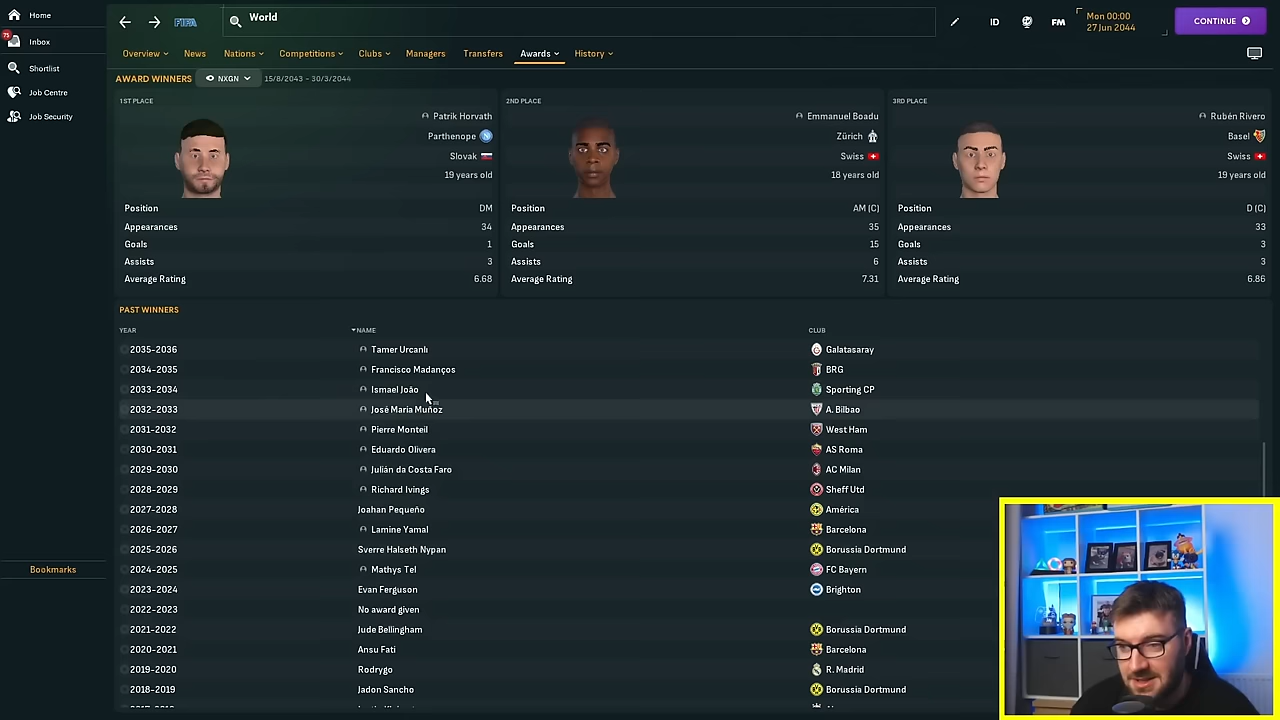 Home
World
FIFA
ID
FM
Mon 00:00
27 Jun 2044
CONTINUE
75
Inbox
Overview
News
Nations
Competitions
Clubs
Managers
Transfers
Awards
History
Shortlist
AWARD WINNERS
NXGN
15/8/2043 - 30/3/2044
Job Centre
Job Security
1ST PLACE
Patrik Horvath
Parthenope
Slovak
19 years old
Position DM
Appearances 34
Goals 1
Assists 3
Average Rating 6.68
2ND PLACE
Emmanuel Boadu
Zürich
Swiss
18 years old
Position AM (C)
Appearances 35
Goals 15
Assists 6
Average Rating 7.31
3RD PLACE
Rubén Rivero
Basel
Swiss
19 years old
Position D (C)
Appearances 33
Goals 3
Assists 3
Average Rating 6.86
PAST WINNERS
YEAR NAME CLUB
2035-2036 Tamer Urcanlı Galatasaray
2034-2035 Francisco Madanços BRG
2033-2034 Ismael João Sporting CP
2032-2033 José María Muñoz A. Bilbao
2031-2032 Pierre Monteil West Ham
2030-2031 Eduardo Olivera AS Roma
2029-2030 Julián da Costa Faro AC Milan
2028-2029 Richard Ivings Sheff Utd
2027-2028 Joahan Pequeño América
2026-2027 Lamine Yamal Barcelona
2025-2026 Sverre Halseth Nypan Borussia Dortmund
2024-2025 Mathys Tel FC Bayern
2023-2024 Evan Ferguson Brighton
2022-2023 No award given
2021-2022 Jude Bellingham Borussia Dortmund
2020-2021 Ansu Fati Barcelona
2019-2020 Rodrygo R. Madrid
2018-2019 Jadon Sancho Borussia Dortmund
Bookmarks